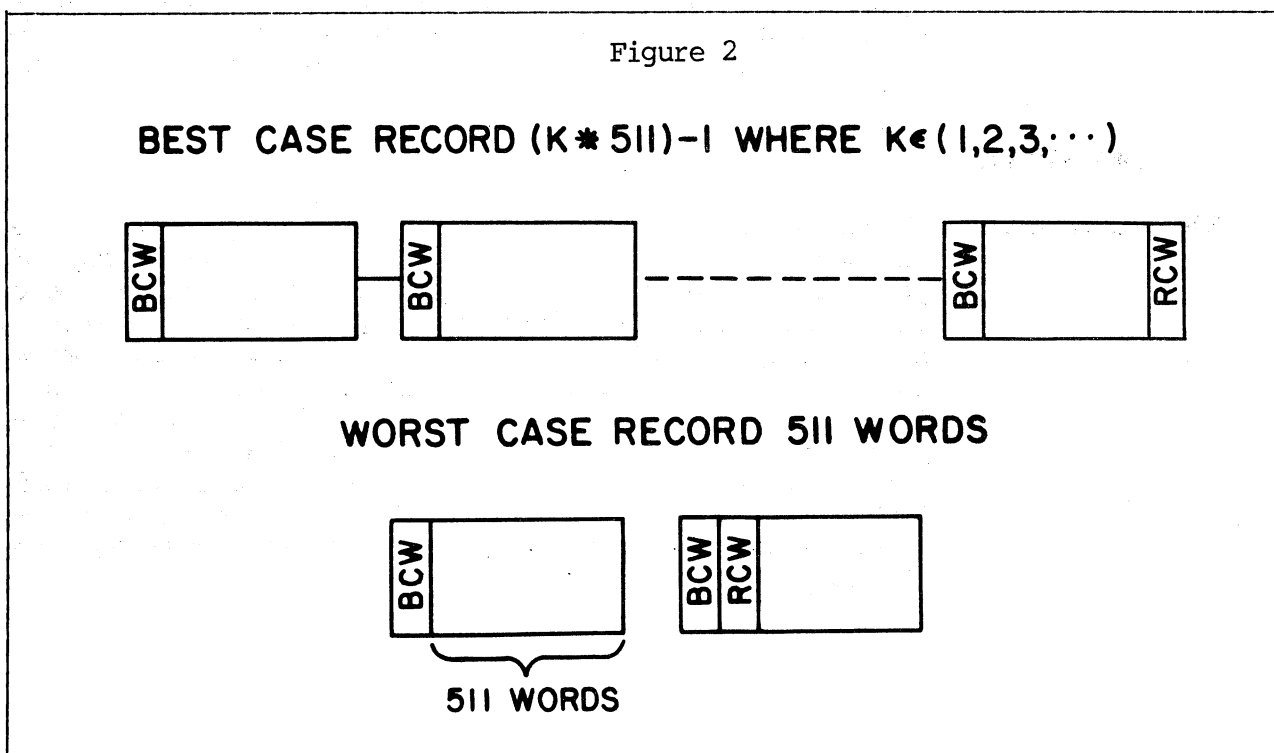 Figure 2
BEST CASE RECORD (K * 511)-1 WHERE K∈(1,2,3,···)
BCW BCW BCW RCW
WORST CASE RECORD 511 WORDS
BCW BCW RCW
511 WORDS